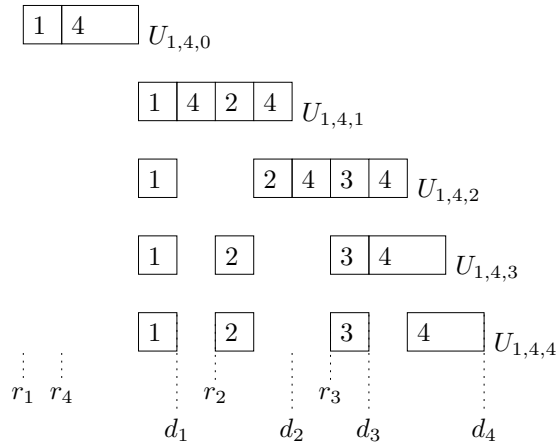 1 4 U1,4,0
1 4 2 4 U1,4,1
1 2 4 3 4 U1,4,2
1 2 3 4 U1,4,3
1 2 3 4 U1,4,4
r1 r4 r2 r3
d1 d2 d3 d4